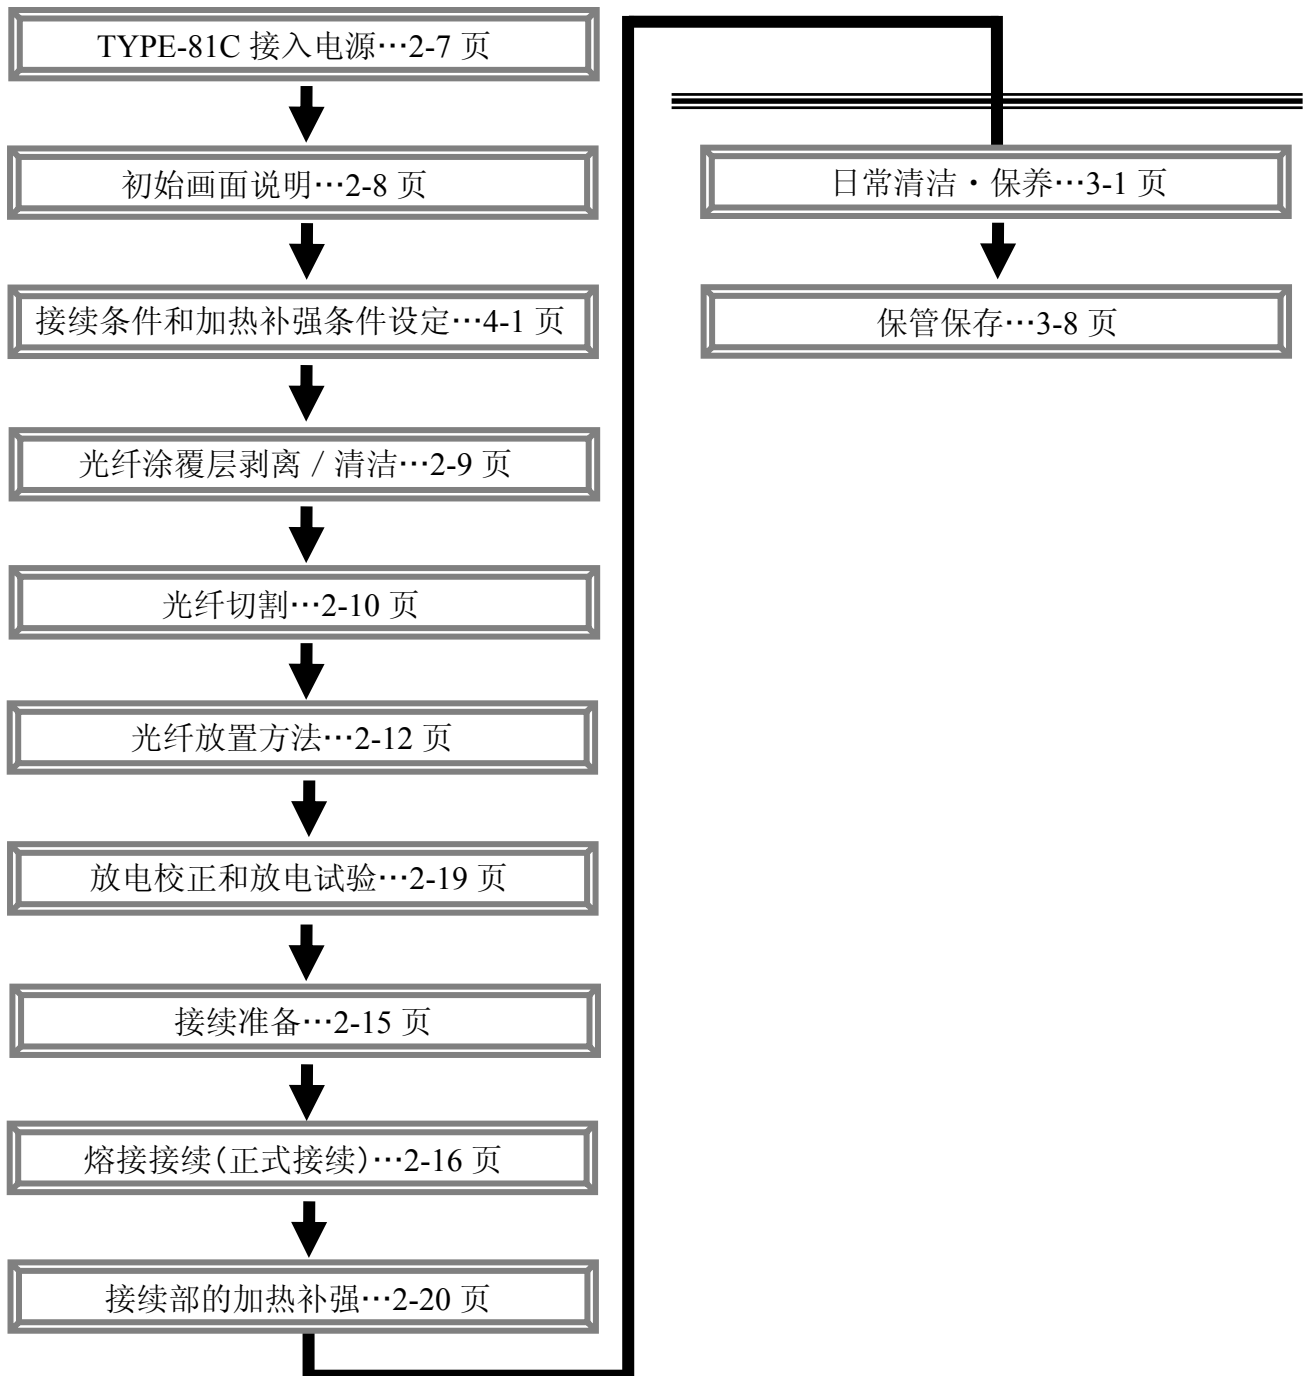 TYPE-81C 接入电源…2-7 页
初始画面说明…2-8 页
接续条件和加热补强条件设定…4-1 页
光纤涂覆层剥离 / 清洁…2-9 页
光纤切割…2-10 页
光纤放置方法…2-12 页
放电校正和放电试验…2-19 页
接续准备…2-15 页
熔接接续(正式接续)…2-16 页
接续部的加热补强…2-20 页
日常清洁・保养…3-1 页
保管保存…3-8 页